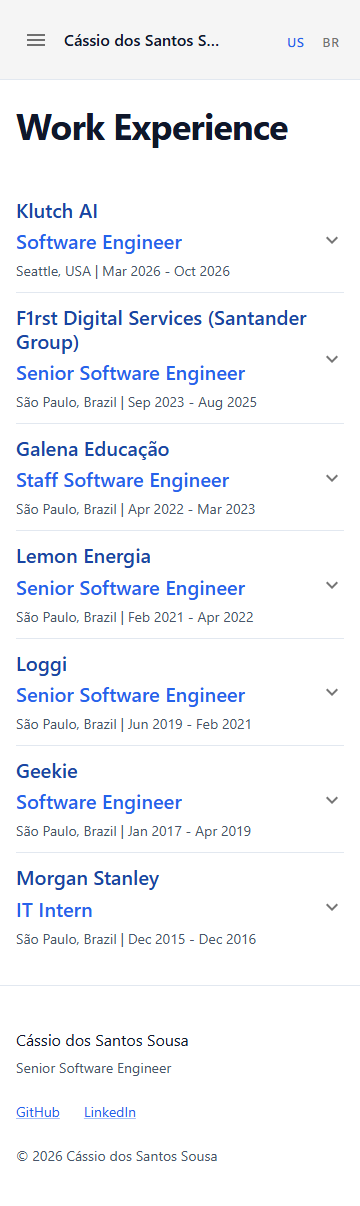 Cássio dos Santos S...
US BR
Work Experience
Klutch AI
Software Engineer
Seattle, USA | Mar 2026 - Oct 2026
F1rst Digital Services (Santander
Group)
Senior Software Engineer
São Paulo, Brazil | Sep 2023 - Aug 2025
Galena Educação
Staff Software Engineer
São Paulo, Brazil | Apr 2022 - Mar 2023
Lemon Energia
Senior Software Engineer
São Paulo, Brazil | Feb 2021 - Apr 2022
Loggi
Senior Software Engineer
São Paulo, Brazil | Jun 2019 - Feb 2021
Geekie
Software Engineer
São Paulo, Brazil | Jan 2017 - Apr 2019
Morgan Stanley
IT Intern
São Paulo, Brazil | Dec 2015 - Dec 2016
Cássio dos Santos Sousa
Senior Software Engineer
GitHub LinkedIn
© 2026 Cássio dos Santos Sousa